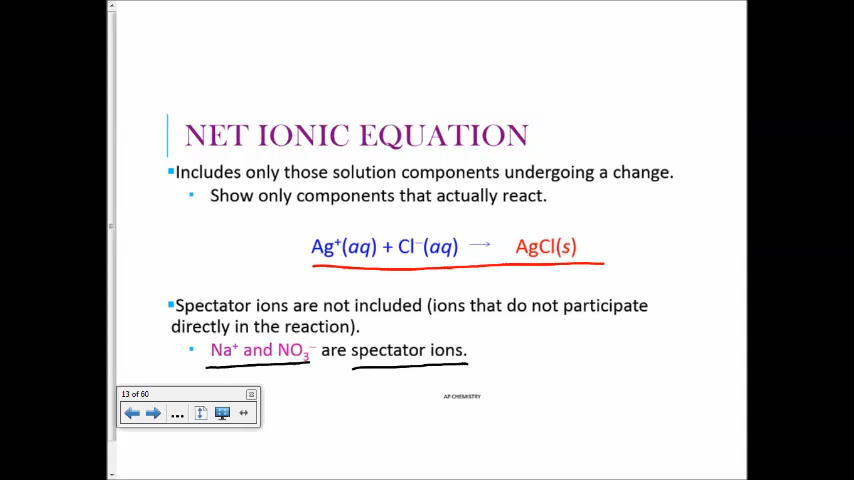 NET IONIC EQUATION
▪Includes only those solution components undergoing a change.
▪ Show only components that actually react.
Ag⁺(aq) + Cl⁻(aq) → AgCl(s)
▪Spectator ions are not included (ions that do not participate
directly in the reaction).
▪ Na⁺ and NO₃⁻ are spectator ions.
13 of 60
...
AP CHEMISTRY